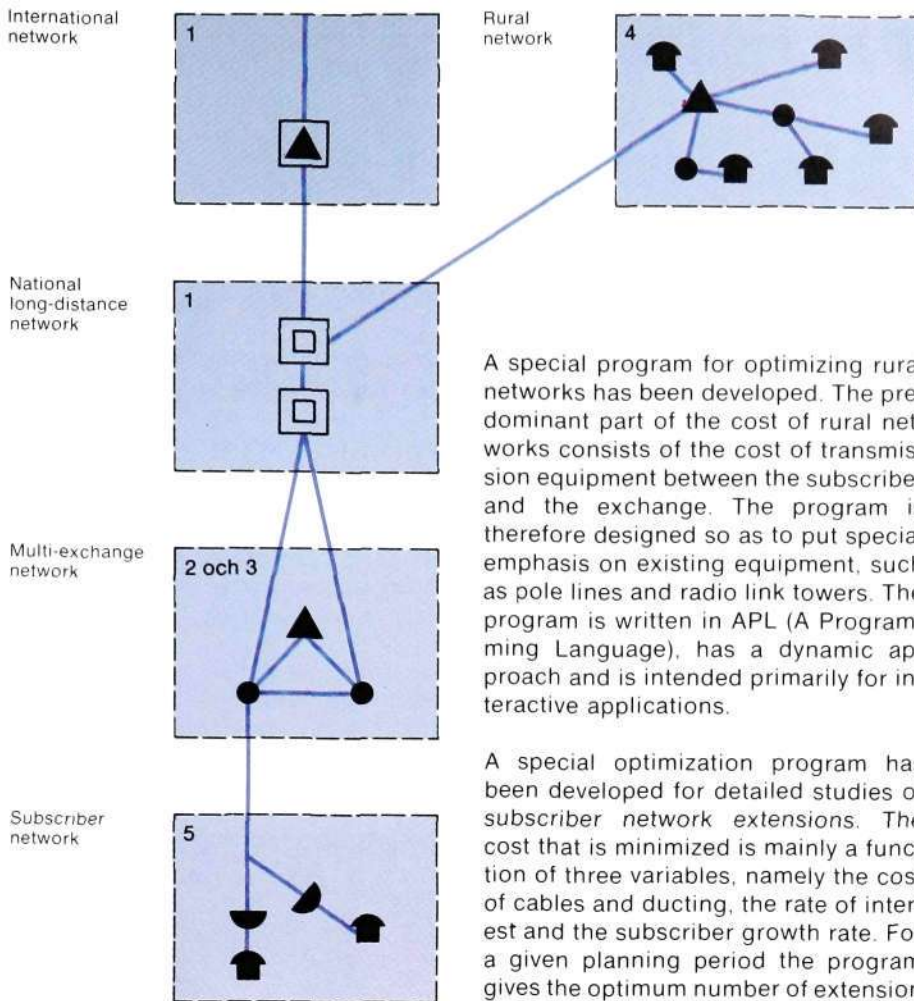 International
network
1
Rural
network
4
National
long-distance
network
1
Multi-exchange
network
2 och 3
Subscriber
network
5
A special program for optimizing rural
networks has been developed. The pre
dominant part of the cost of rural net
works consists of the cost of transmis
sion equipment between the subscribe
and the exchange. The program i
therefore designed so as to put specia
emphasis on existing equipment, such
as pole lines and radio link towers. The
program is written in APL (A Program
ming Language), has a dynamic ap
proach and is intended primarily for in
teractive applications.
A special optimization program ha
been developed for detailed studies o
subscriber network extensions. The
cost that is minimized is mainly a func
tion of three variables, namely the cos
of cables and ducting, the rate of inter
est and the subscriber growth rate. Fo
a given planning period the program
gives the optimum number of extension